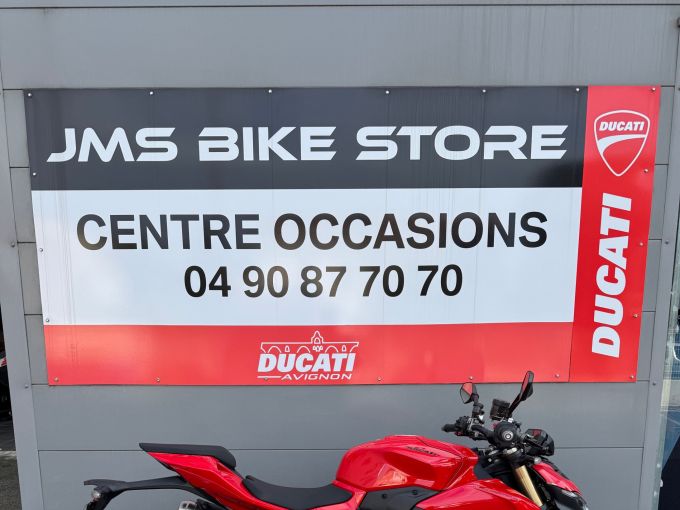 JMS BIKE STORE
CENTRE OCCASIONS
04 90 87 70 70
DUCATI
AVIGNON
DUCATI
DUCATI